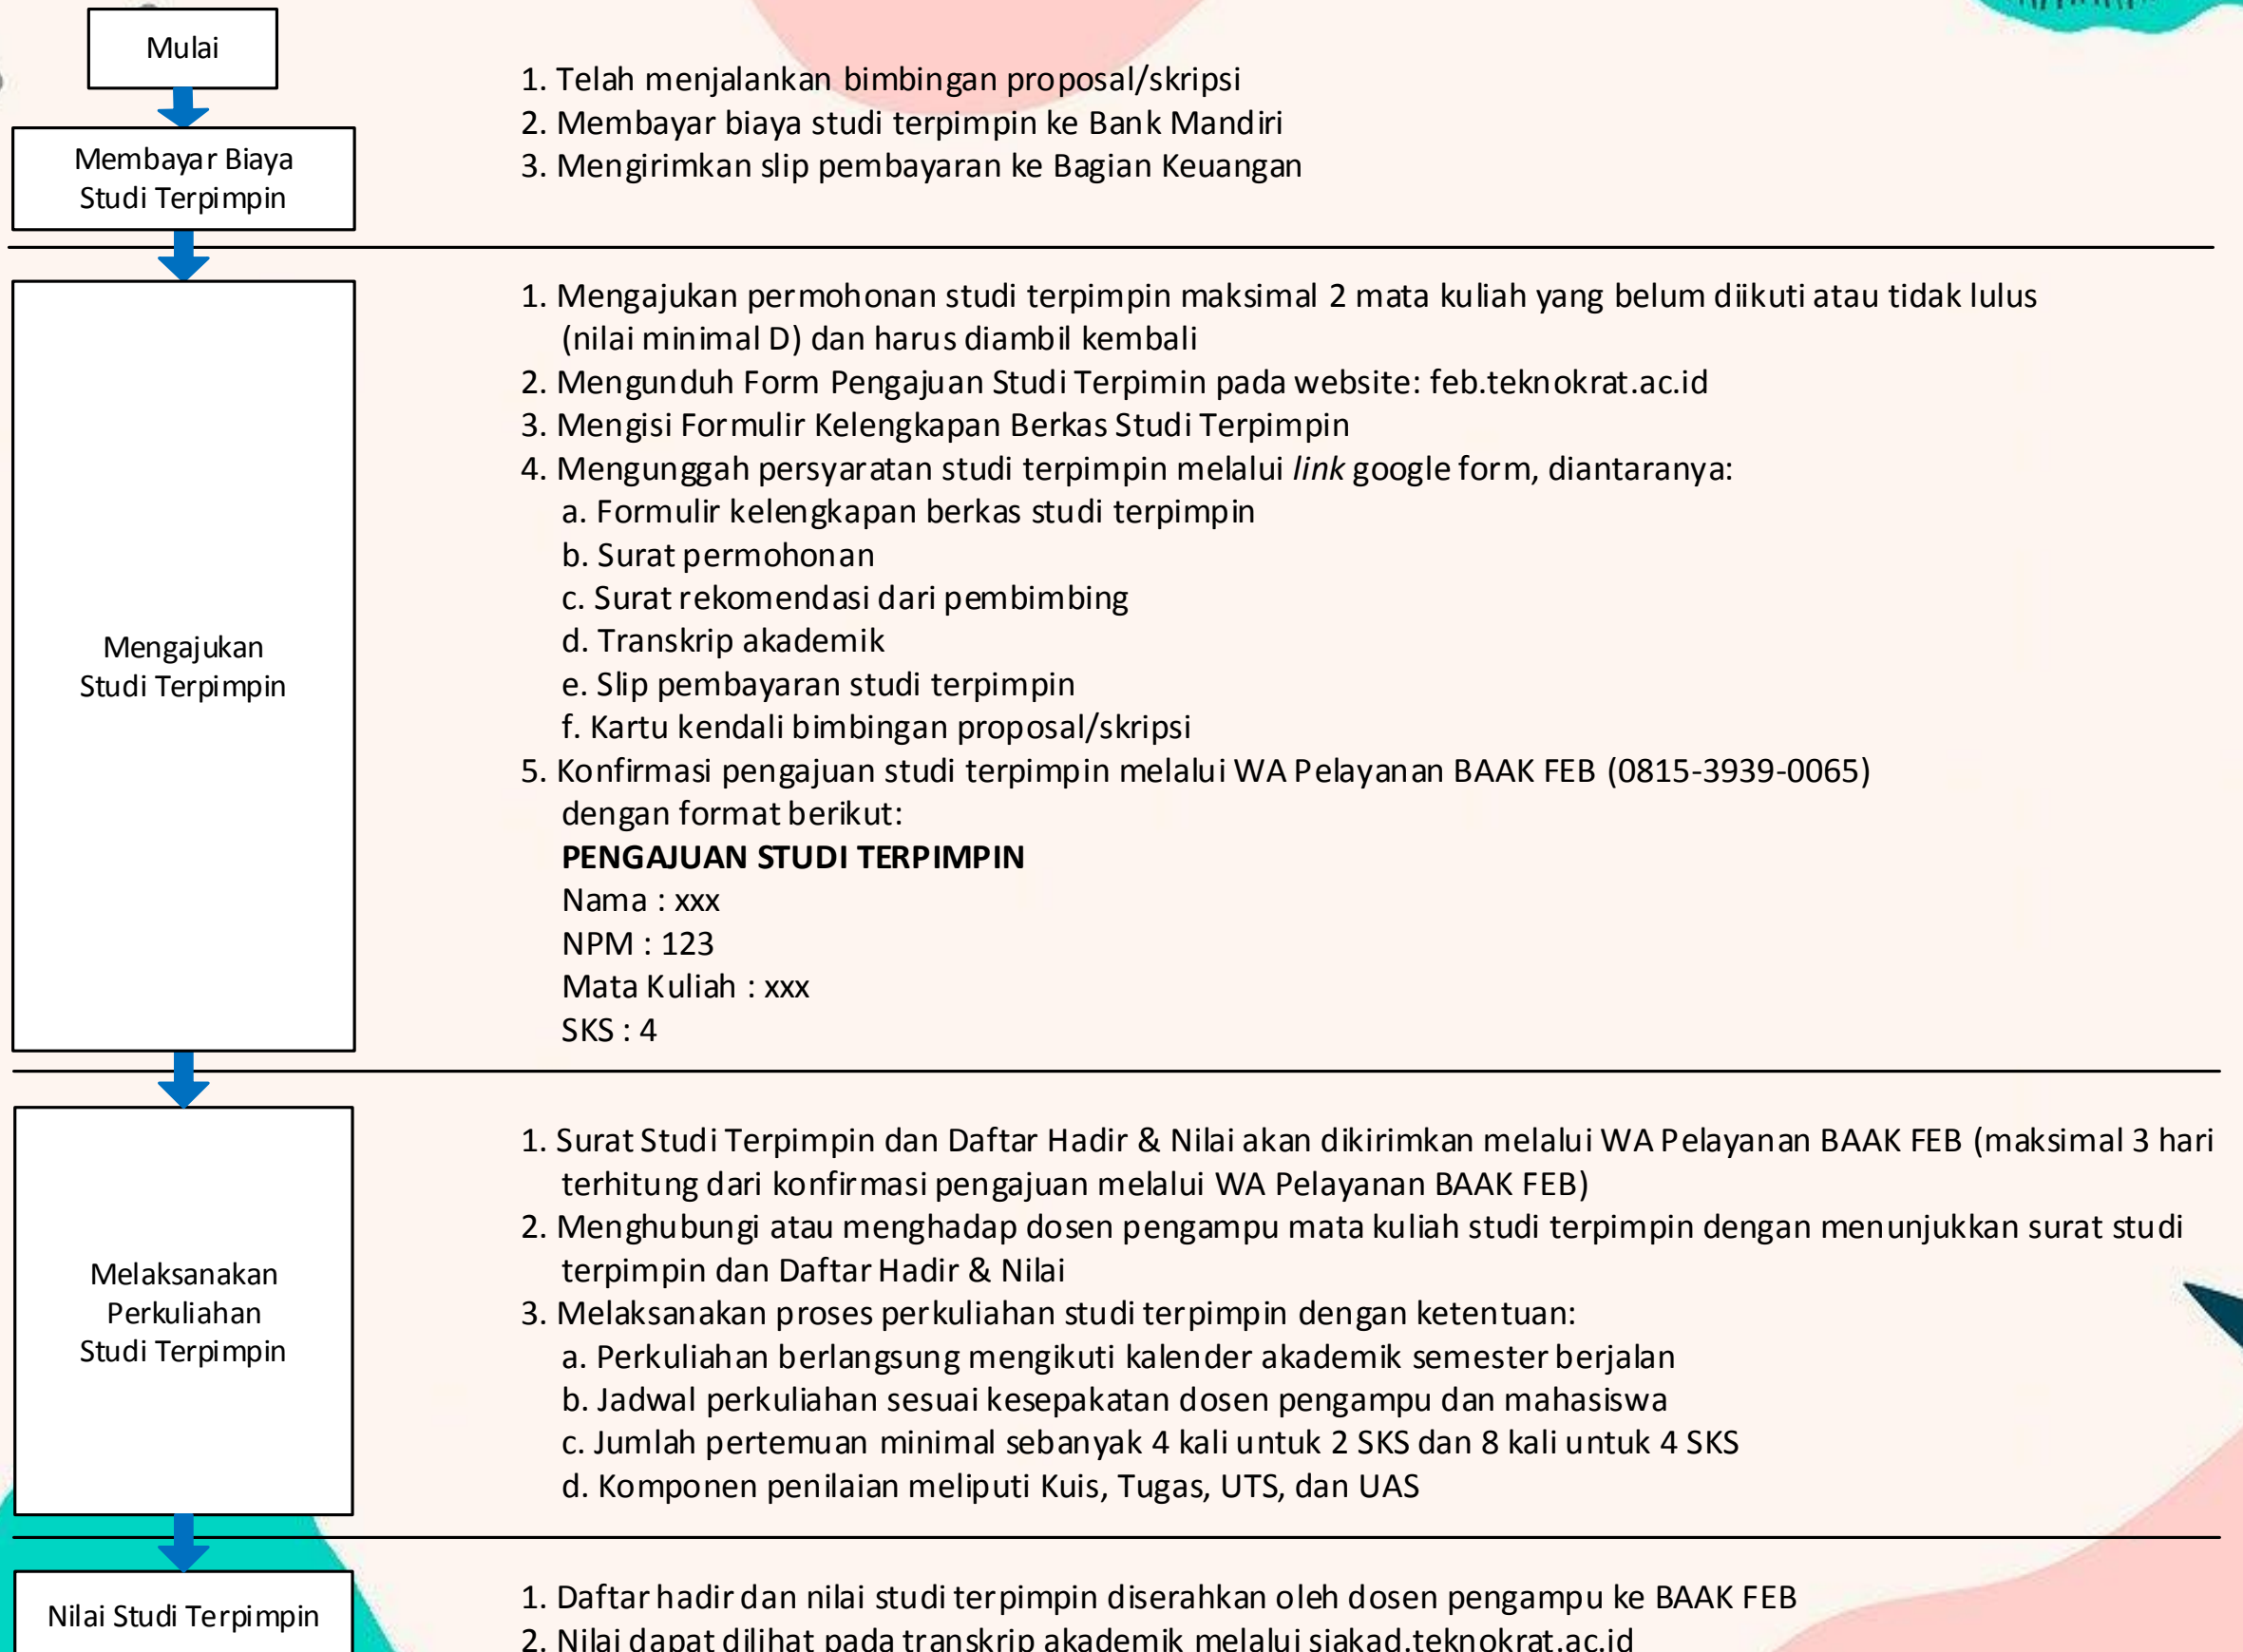 Mulai
1. Telah menjalankan bimbingan proposal/skripsi
2. Membayar biaya studi terpimpin ke Bank Mandiri
3. Mengirimkan slip pembayaran ke Bagian Keuangan
Membayar Biaya
Studi Terpimpin
1. Mengajukan permohonan studi terpimpin maksimal 2 mata kuliah yang belum diikuti atau tidak lulus
(nilai minimal D) dan harus diambil kembali
2. Mengunduh Form Pengajuan Studi Terpimin pada website: feb.teknokrat.ac.id
3. Mengisi Formulir Kelengkapan Berkas Studi Terpimpin
4. Mengunggah persyaratan studi terpimpin melalui link google form, diantaranya:
a. Formulir kelengkapan berkas studi terpimpin
b. Surat permohonan
c. Surat rekomendasi dari pembimbing
d. Transkrip akademik
e. Slip pembayaran studi terpimpin
f. Kartu kendali bimbingan proposal/skripsi
5. Konfirmasi pengajuan studi terpimpin melalui WA Pelayanan BAAK FEB (0815-3939-0065)
dengan format berikut:
PENGAJUAN STUDI TERPIMPIN
Nama : xxx
NPM : 123
Mata Kuliah : xxx
SKS : 4
Mengajukan
Studi Terpimpin
1. Surat Studi Terpimpin dan Daftar Hadir & Nilai akan dikirimkan melalui WA Pelayanan BAAK FEB (maksimal 3 hari
terhitung dari konfirmasi pengajuan melalui WA Pelayanan BAAK FEB)
2. Menghubungi atau menghadap dosen pengampu mata kuliah studi terpimpin dengan menunjukkan surat studi
terpimpin dan Daftar Hadir & Nilai
3. Melaksanakan proses perkuliahan studi terpimpin dengan ketentuan:
a. Perkuliahan berlangsung mengikuti kalender akademik semester berjalan
b. Jadwal perkuliahan sesuai kesepakatan dosen pengampu dan mahasiswa
c. Jumlah pertemuan minimal sebanyak 4 kali untuk 2 SKS dan 8 kali untuk 4 SKS
d. Komponen penilaian meliputi Kuis, Tugas, UTS, dan UAS
Melaksanakan
Perkuliahan
Studi Terpimpin
Nilai Studi Terpimpin
1. Daftar hadir dan nilai studi terpimpin diserahkan oleh dosen pengampu ke BAAK FEB
2. Nilai dapat dilihat pada transkrip akademik melalui siakad.teknokrat.ac.id